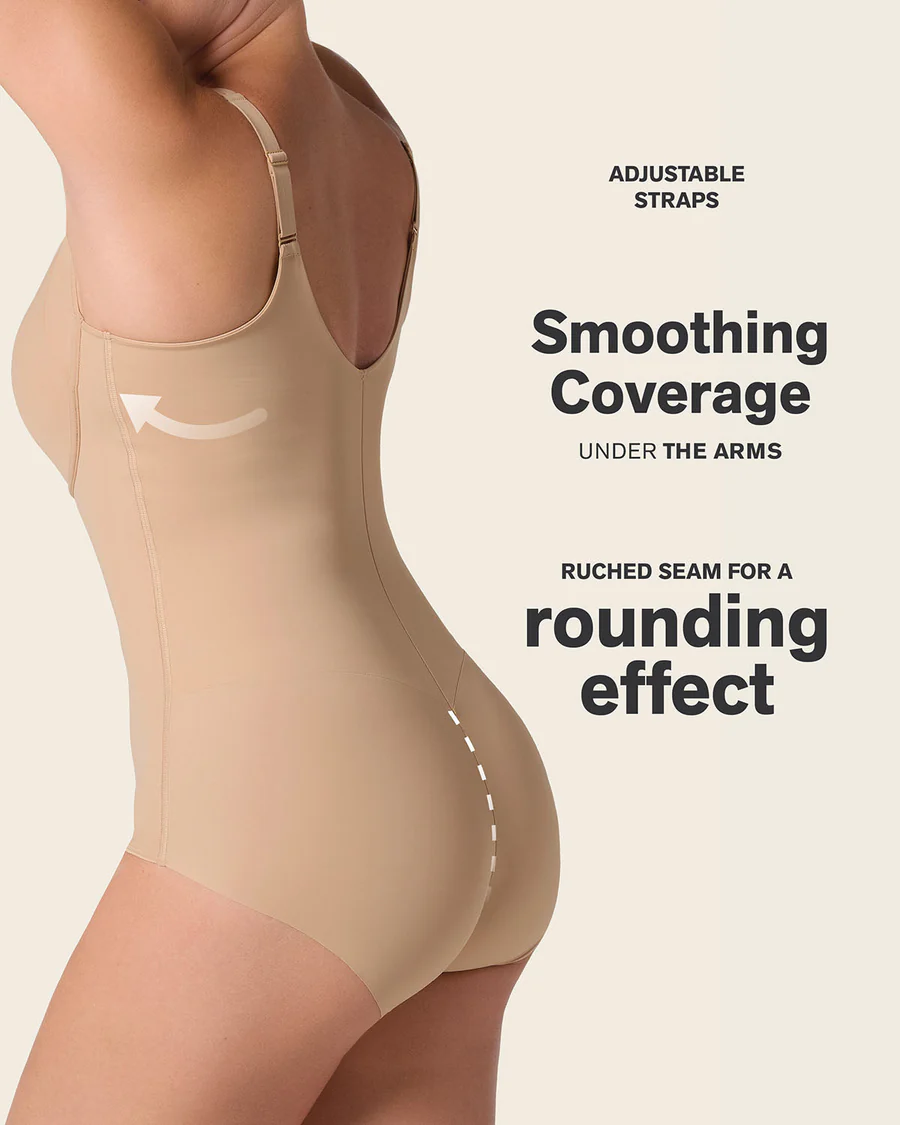 ADJUSTABLE
STRAPS
Smoothing
Coverage
UNDER THE ARMS
RUCHED SEAM FOR A
rounding
effect